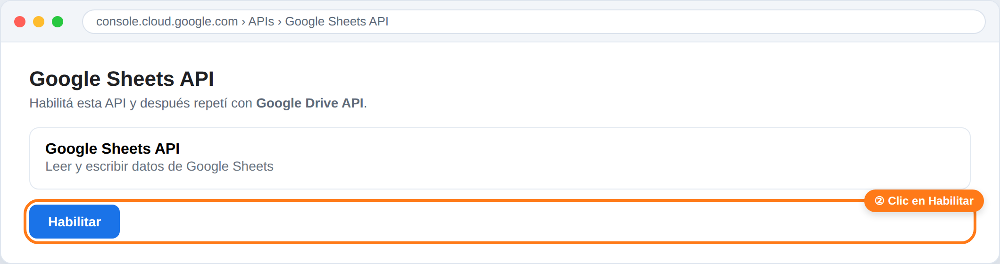 console.cloud.google.com › APIs › Google Sheets API
Google Sheets API
Habilitá esta API y después repetí con Google Drive API.
Google Sheets API
Leer y escribir datos de Google Sheets
② Clic en Habilitar
Habilitar